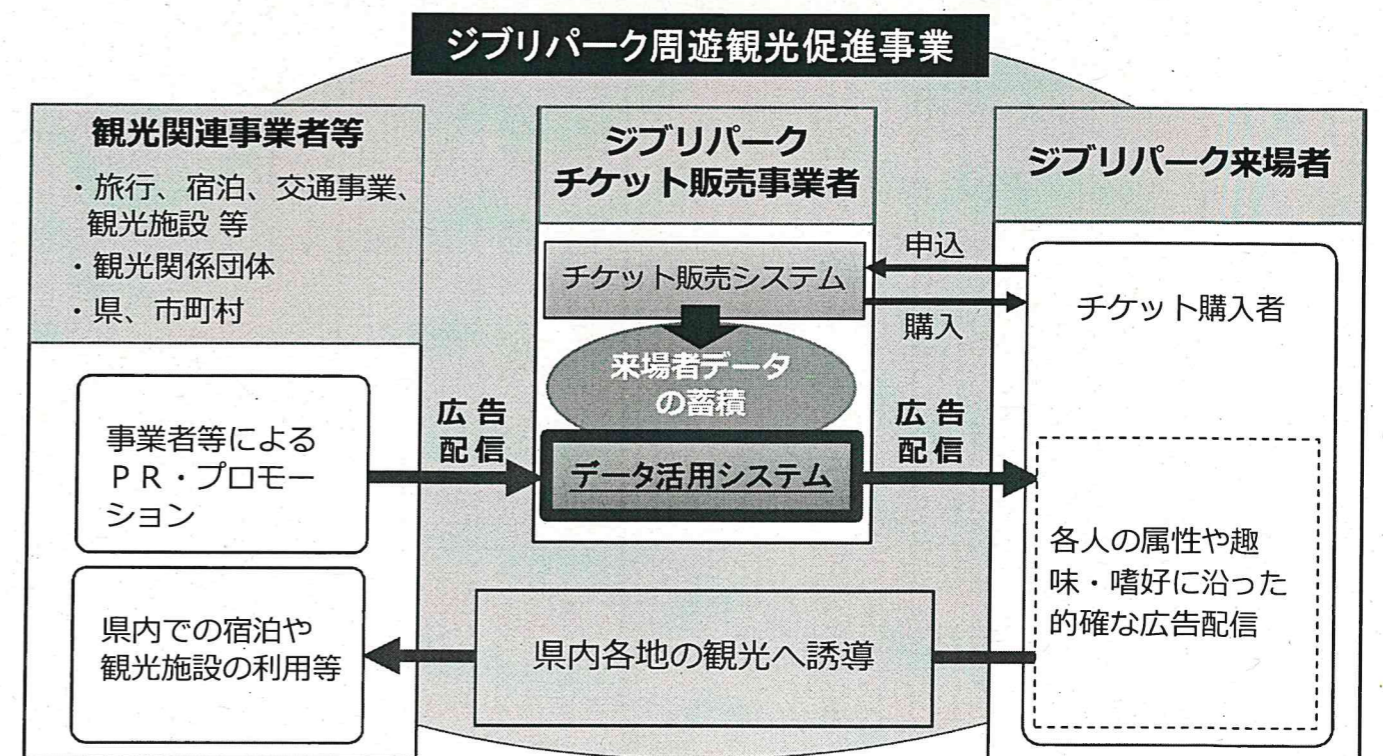 ジブリパーク周遊観光促進事業
観光関連事業者等
・旅行、宿泊、交通事業、
観光施設 等
・観光関係団体
・県、市町村
事業者等による
ＰＲ・プロモー
ション
県内での宿泊や
観光施設の利用等
広告
配信
ジブリパーク
チケット販売事業者
チケット販売システム
来場者データ
の蓄積
データ活用システム
県内各地の観光へ誘導
申込
購入
広告
配信
ジブリパーク来場者
チケット購入者
各人の属性や趣
味・嗜好に沿った
的確な広告配信